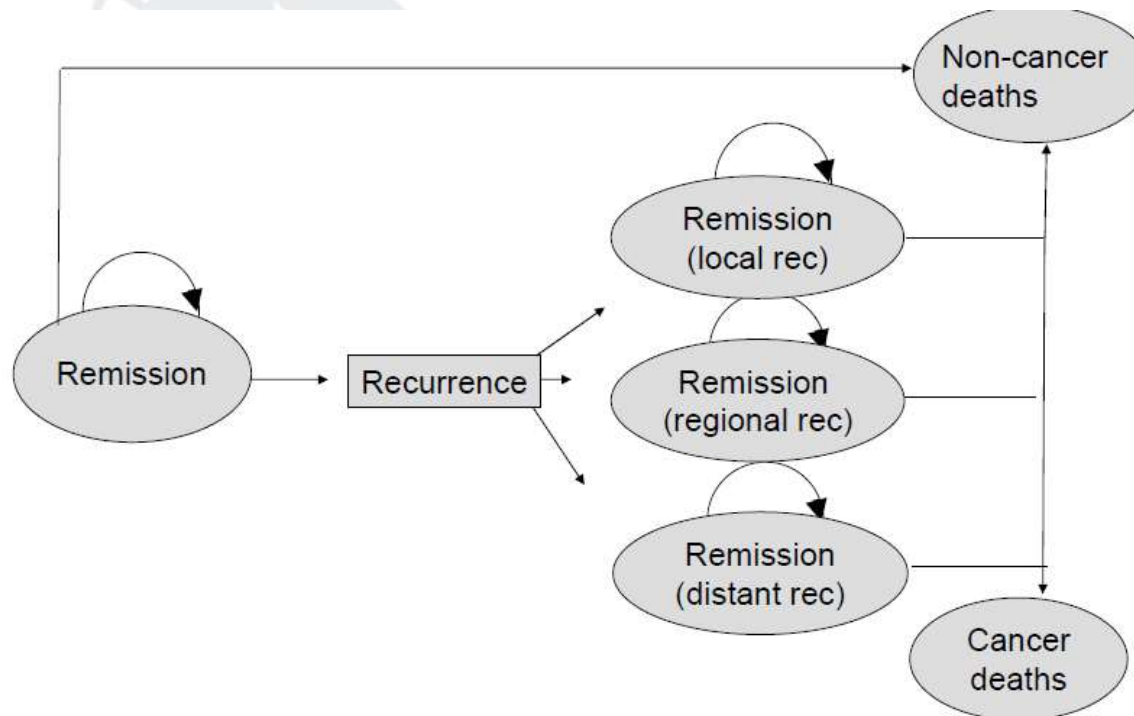 Non-cancer
deaths
Remission
(local rec)
Remission
Recurrence
Remission
(regional rec)
Remission
(distant rec)
Cancer
deaths